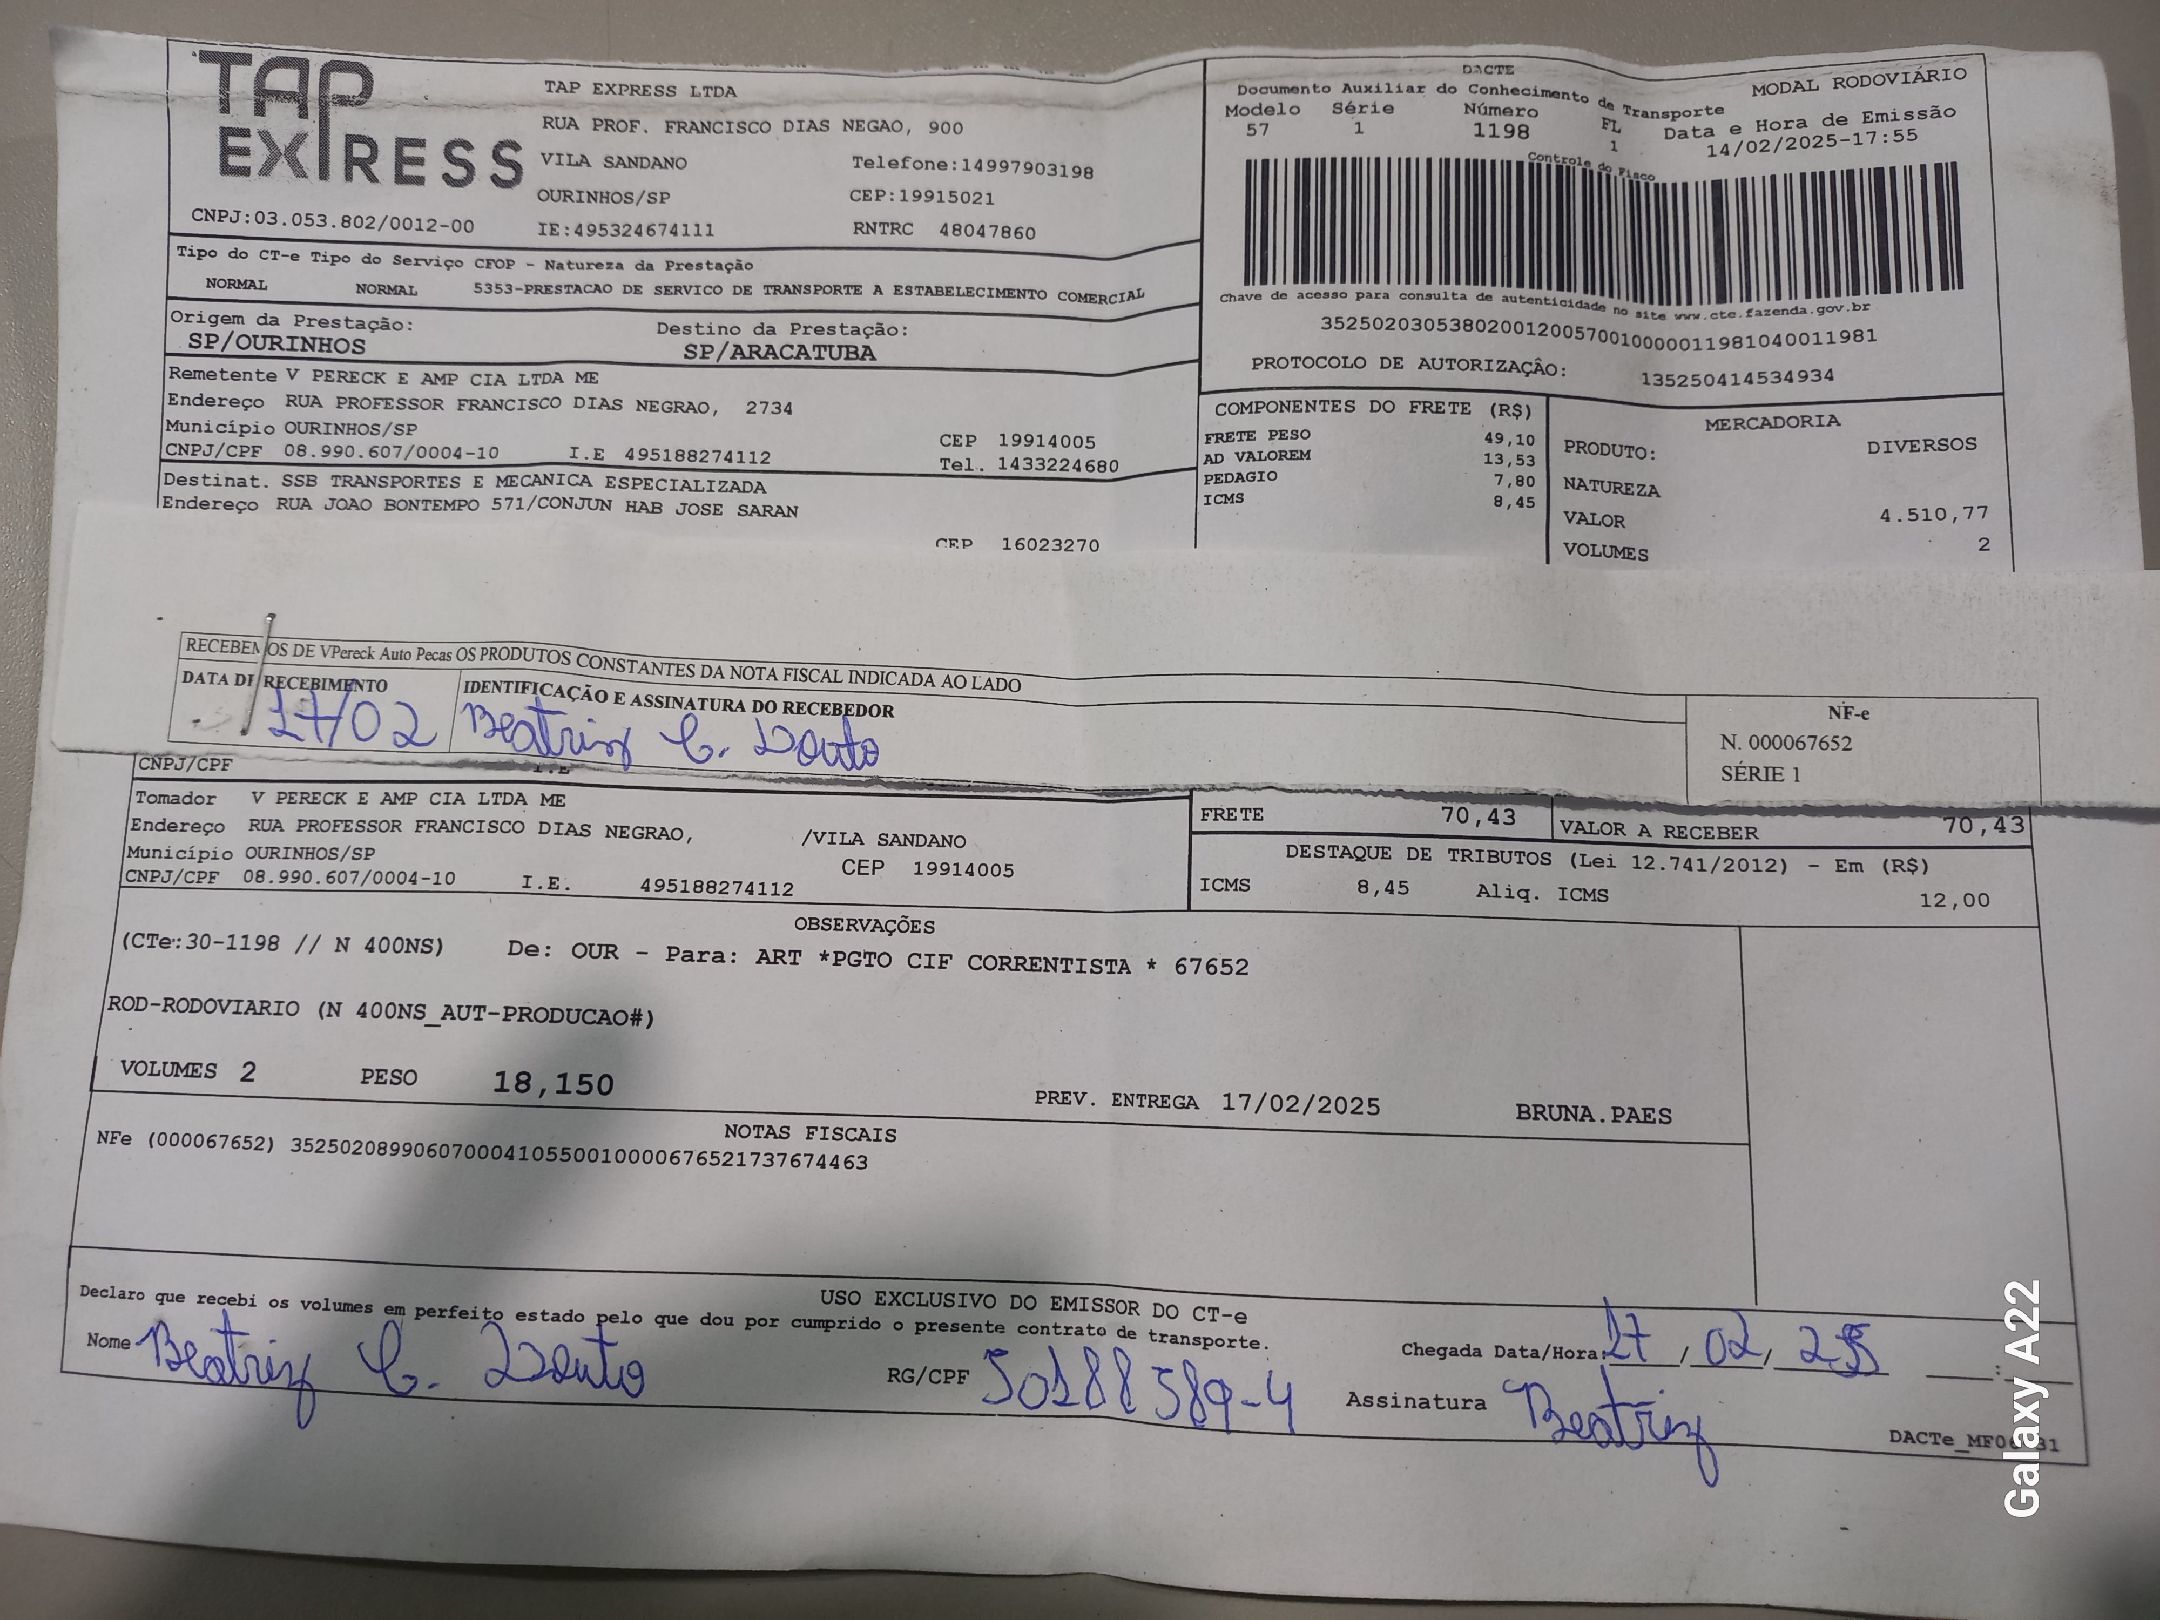 TAP EXPRESS
TAP EXPRESS LTDA
RUA PROF. FRANCISCO DIAS NEGAO, 900
VILA SANDANO Telefone:14997903198
OURINHOS/SP CEP:19915021
CNPJ:03.053.802/0012-00 IE:495324674111 RNTRC 48047860
DACTE
Documento Auxiliar do Conhecimento de Transporte
MODAL RODOVIÁRIO
Modelo Série Número FL Data e Hora de Emissão
57 1 1198 1 14/02/2025-17:55
Controle do Fisco
Chave de acesso para consulta de autenticidade no site www.cte.fazenda.gov.br
35250203053802001200570010000011981040011981
PROTOCOLO DE AUTORIZAÇÂO: 135250414534934
Tipo do CT-e Tipo do Serviço CFOP - Natureza da Prestação
NORMAL NORMAL 5353-PRESTACAO DE SERVICO DE TRANSPORTE A ESTABELECIMENTO COMERCIAL
Origem da Prestação: Destino da Prestação:
SP/OURINHOS SP/ARACATUBA
Remetente V PERECK E AMP CIA LTDA ME
Endereço RUA PROFESSOR FRANCISCO DIAS NEGRAO, 2734
Município OURINHOS/SP CEP 19914005
CNPJ/CPF 08.990.607/0004-10 I.E 495188274112 Tel. 1433224680
Destinat. SSB TRANSPORTES E MECANICA ESPECIALIZADA
Endereço RUA JOAO BONTEMPO 571/CONJUN HAB JOSE SARAN
CEP 16023270
COMPONENTES DO FRETE (R$)
FRETE PESO 49,10
AD VALOREM 13,53
PEDAGIO 7,80
ICMS 8,45
MERCADORIA
PRODUTO: DIVERSOS
NATUREZA
VALOR 4.510,77
VOLUMES 2
RECEBEMOS DE VPereck Auto Pecas OS PRODUTOS CONSTANTES DA NOTA FISCAL INDICADA AO LADO
DATA DE RECEBIMENTO IDENTIFICAÇÃO E ASSINATURA DO RECEBEDOR
17/02 Beatriz C. Douto
NF-e
N. 000067652
SÉRIE 1
CNPJ/CPF I.E
Tomador V PERECK E AMP CIA LTDA ME
Endereço RUA PROFESSOR FRANCISCO DIAS NEGRAO, /VILA SANDANO
Município OURINHOS/SP CEP 19914005
CNPJ/CPF 08.990.607/0004-10 I.E. 495188274112
FRETE 70,43 VALOR A RECEBER 70,43
DESTAQUE DE TRIBUTOS (Lei 12.741/2012) - Em (R$)
ICMS 8,45 Aliq. ICMS 12,00
OBSERVAÇÕES
(CTe:30-1198 // N 400NS) De: OUR - Para: ART *PGTO CIF CORRENTISTA * 67652
ROD-RODOVIARIO (N 400NS_AUT-PRODUCAO#)
VOLUMES 2 PESO 18,150 PREV. ENTREGA 17/02/2025 BRUNA.PAES
NOTAS FISCAIS
NFe (000067652) 35250208990607000410550010000676521737674463
USO EXCLUSIVO DO EMISSOR DO CT-e
Declaro que recebi os volumes em perfeito estado pelo que dou por cumprido o presente contrato de transporte.
Nome Beatriz C. Douto RG/CPF 50188589-4
Chegada Data/Hora: 17 / 02 / 25 :
Assinatura Beatriz
Galaxy A22